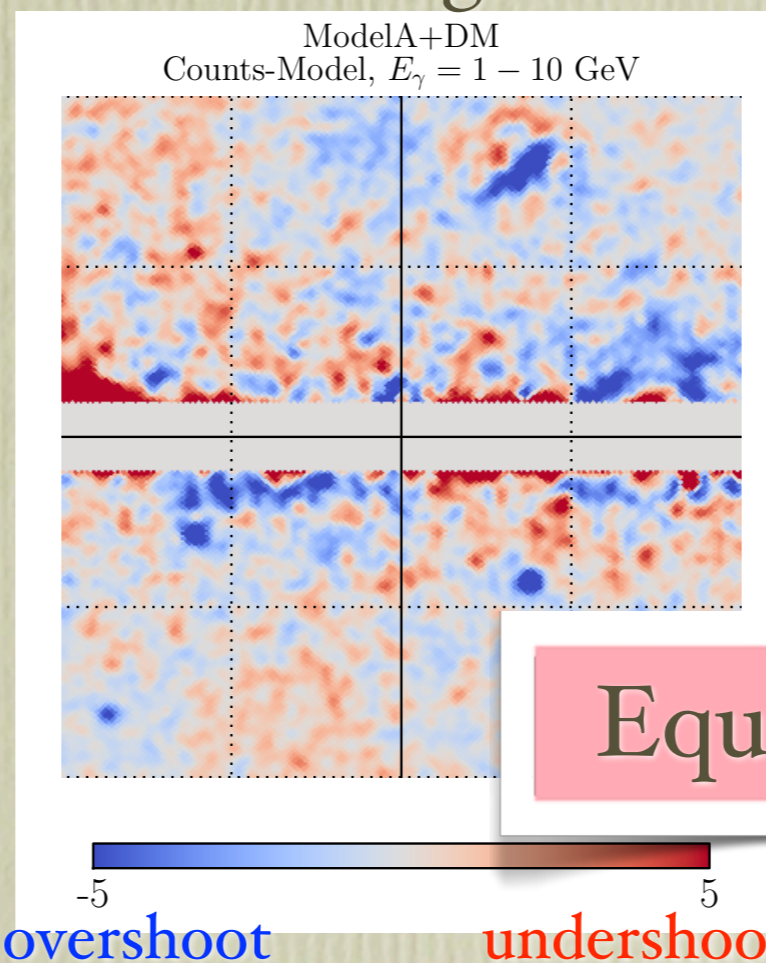 ModelA+DM
Counts-Model, $E_\gamma = 1 - 10$ GeV
Equ
-5
5
overshoot
undershoo